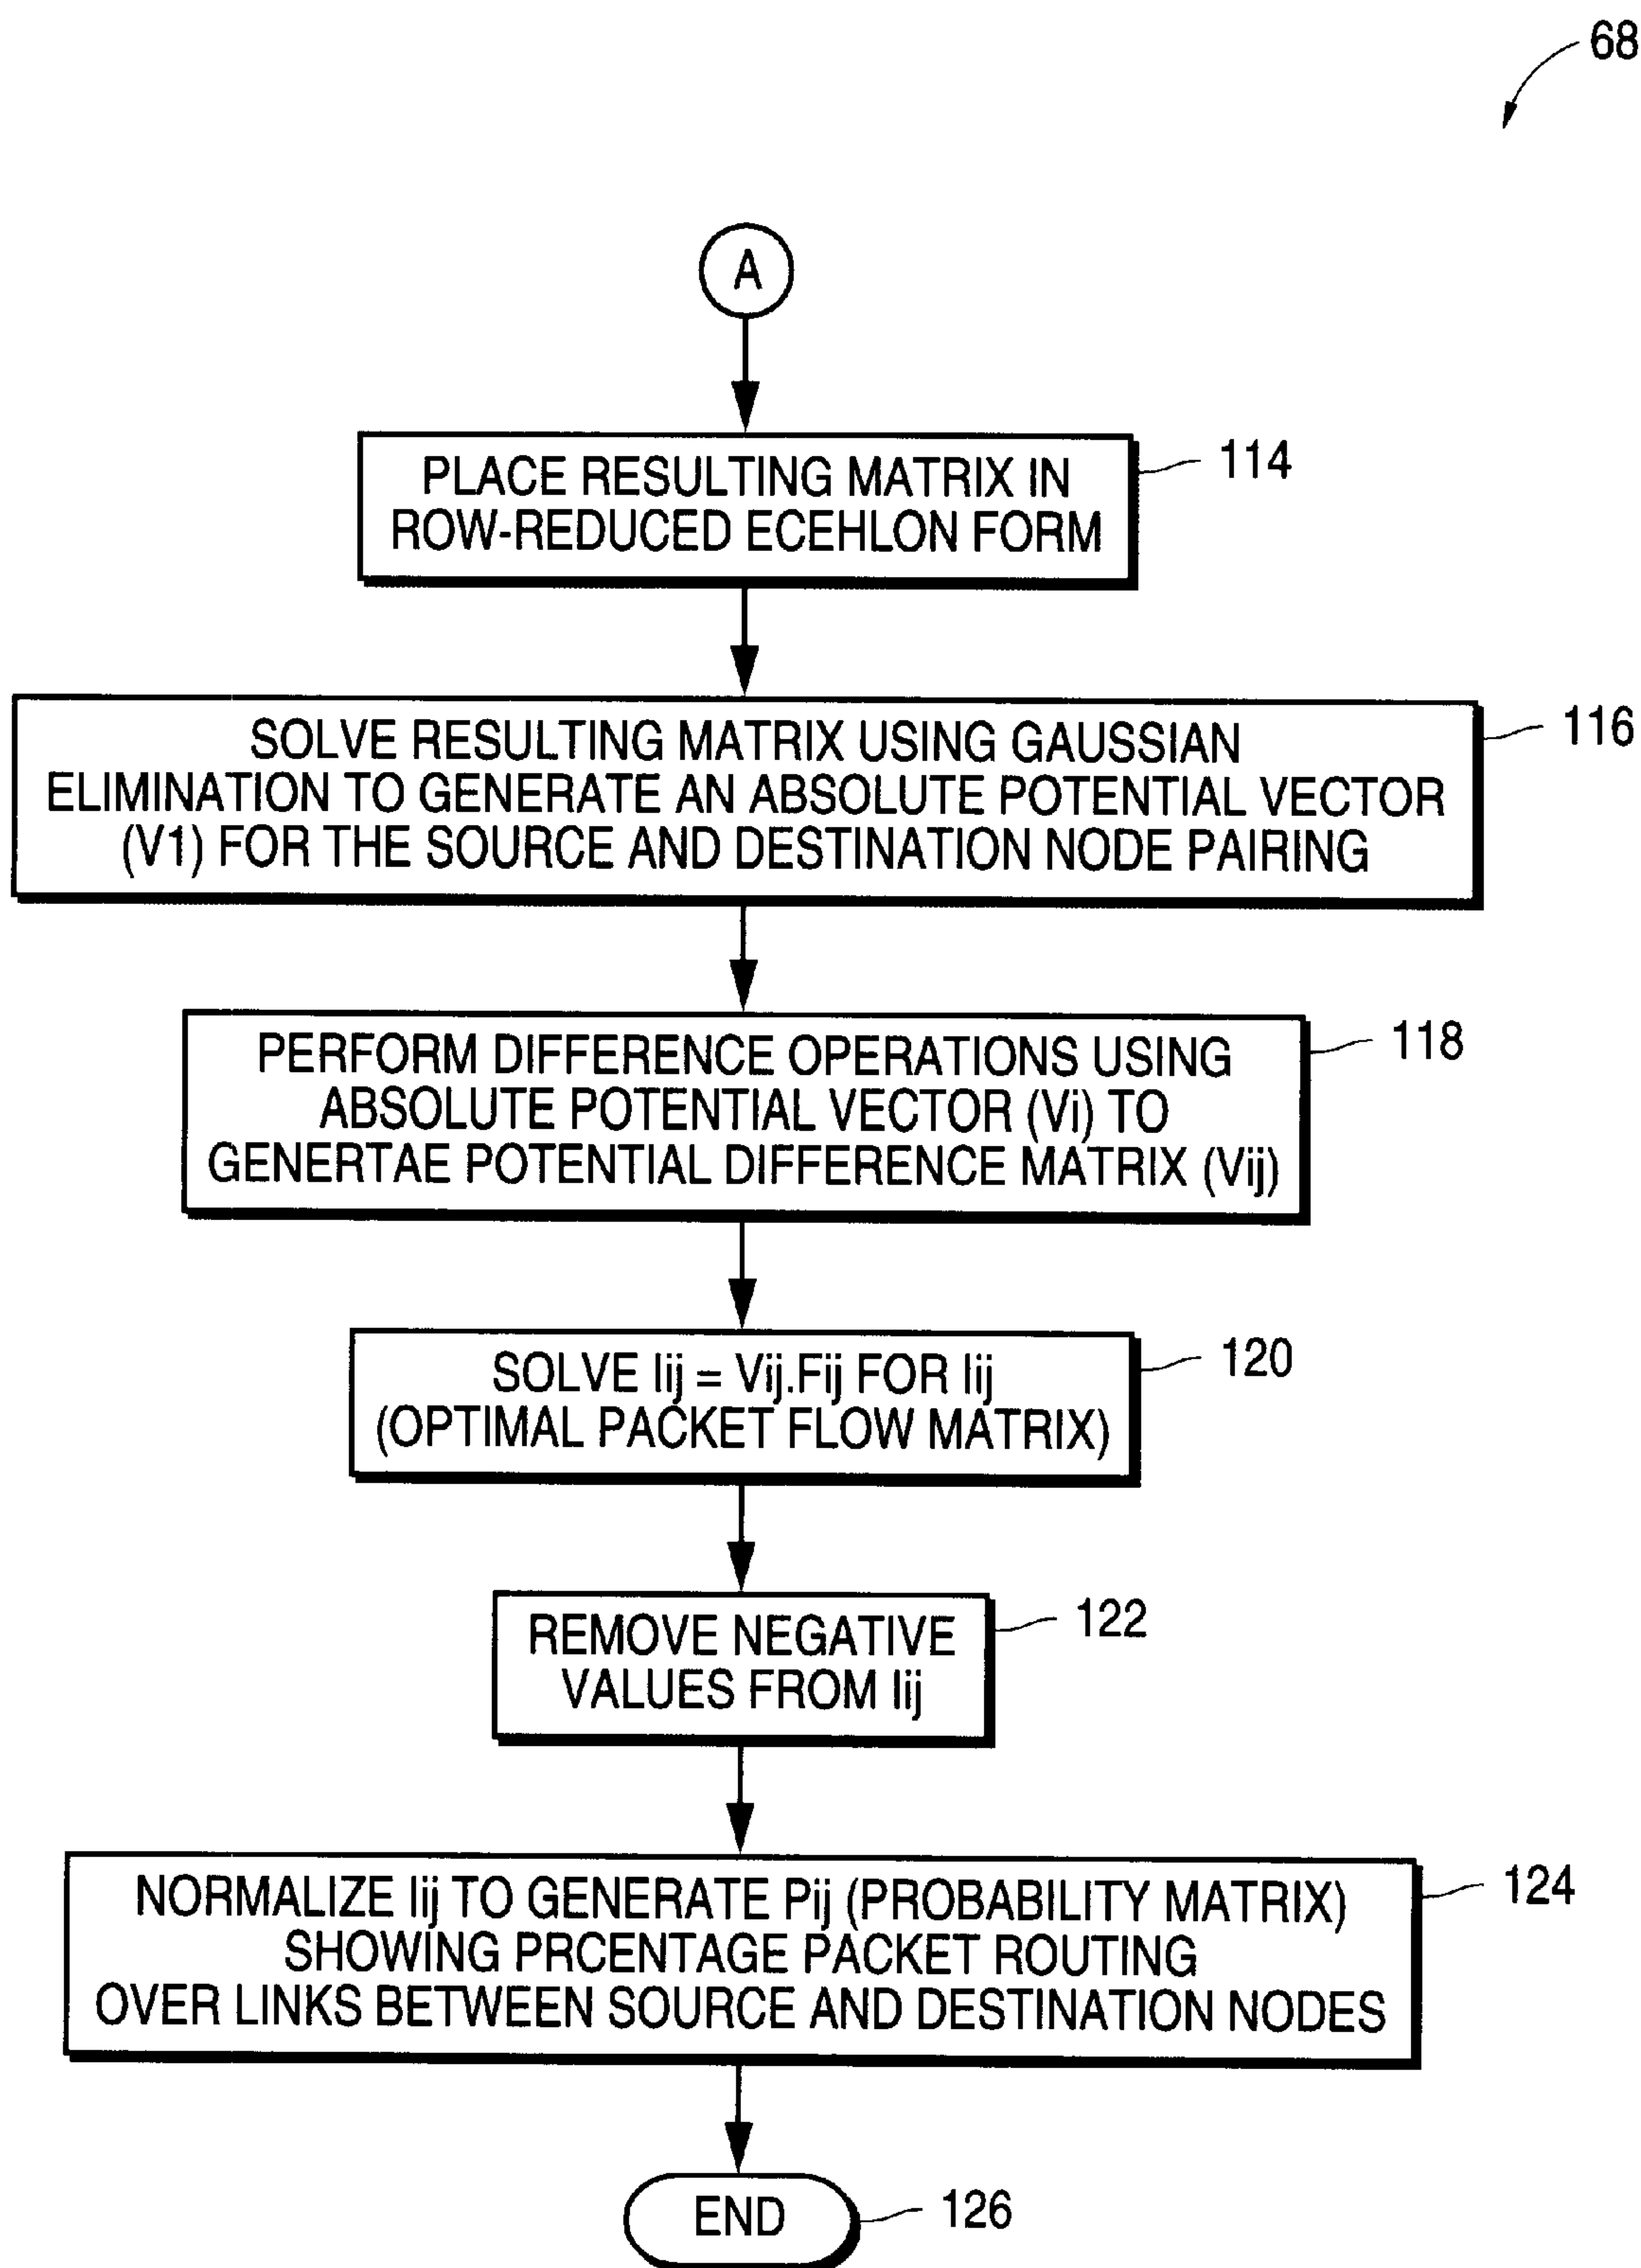 68
A
PLACE RESULTING MATRIX IN
ROW-REDUCED ECEHLON FORM
114
SOLVE RESULTING MATRIX USING GAUSSIAN
ELIMINATION TO GENERATE AN ABSOLUTE POTENTIAL VECTOR
(V1) FOR THE SOURCE AND DESTINATION NODE PAIRING
116
PERFORM DIFFERENCE OPERATIONS USING
ABSOLUTE POTENTIAL VECTOR (Vi) TO
GENERTAE POTENTIAL DIFFERENCE MATRIX (Vij)
118
SOLVE Iij = Vij.Fij FOR Iij
(OPTIMAL PACKET FLOW MATRIX)
120
REMOVE NEGATIVE
VALUES FROM Iij
122
NORMALIZE Iij TO GENERATE Pij (PROBABILITY MATRIX)
SHOWING PRCENTAGE PACKET ROUTING
OVER LINKS BETWEEN SOURCE AND DESTINATION NODES
124
END
126